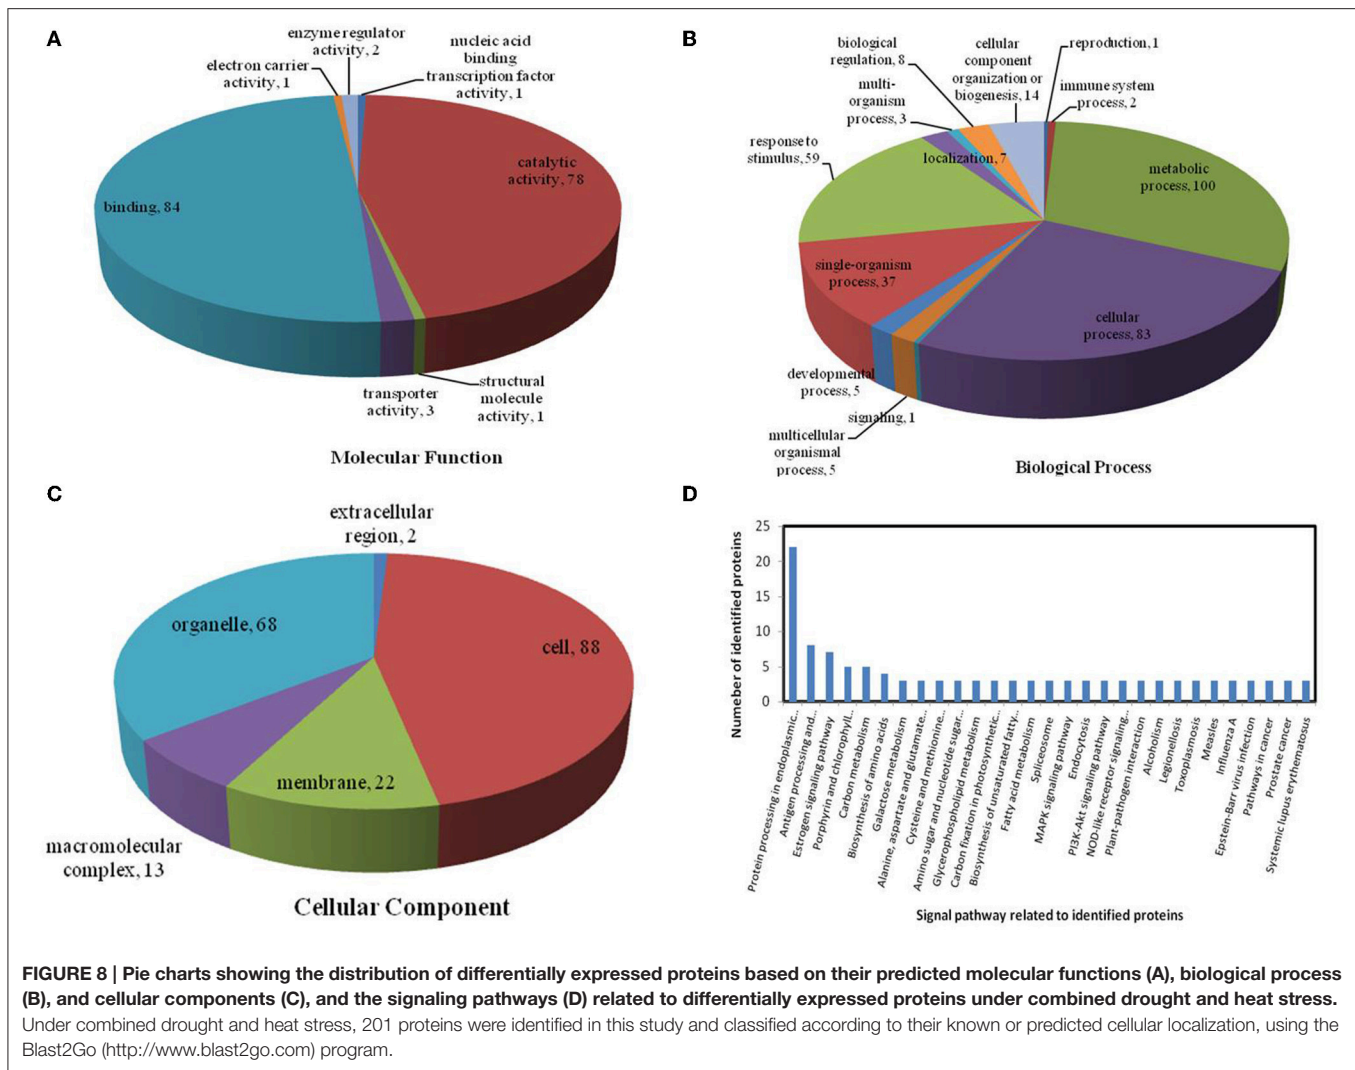 A
enzyme regulator
activity, 2
nucleic acid
binding
transcription factor
activity, 1
electron carrier
activity, 1
catalytic
activity, 78
binding, 84
transporter
activity, 3
structural
molecule
activity, 1
Molecular Function
B
biological
regulation, 8
cellular
component
organization or
biogenesis, 14
reproduction, 1
immune system
process, 2
multi-
organism
process, 3
response to
stimulus, 59
localization, 7
metabolic
process, 100
single-organism
process, 37
cellular
process, 83
developmental
process, 5
signaling, 1
multicellular
organismal
process, 5
Biological Process
C
extracellular
region, 2
organelle, 68
cell, 88
membrane, 22
macromolecular
complex, 13
Cellular Component
D
Numeber of identified proteins
25
20
15
10
5
0
Protein processing in endoplasmic...
Antigen processing and...
Estrogen signaling pathway
Porphyrin and chlorophyll...
Carbon metabolism
Biosynthesis of amino acids
Galactose metabolism
Alanine, aspartate and glutamate...
Cysteine and methionine...
Amino sugar and nucleotide sugar...
Glycerophospholipid metabolism
Carbon fixation in photosynthetic...
Biosynthesis of unsaturated fatty...
Fatty acid metabolism
Spliceosome
MAPK signaling pathway
Endocytosis
PI3K-Akt signaling pathway
NOD-like receptor signaling...
Plant-pathogen interaction
Alcoholism
Legionellosis
Toxoplasmosis
Measles
Influenza A
Epstein-Barr virus infection
Pathways in cancer
Prostate cancer
Systemic lupus erythematosus
Signal pathway related to identified proteins
FIGURE 8 | Pie charts showing the distribution of differentially expressed proteins based on their predicted molecular functions (A), biological process
(B), and cellular components (C), and the signaling pathways (D) related to differentially expressed proteins under combined drought and heat stress.
Under combined drought and heat stress, 201 proteins were identified in this study and classified according to their known or predicted cellular localization, using the
Blast2Go (http://www.blast2go.com) program.